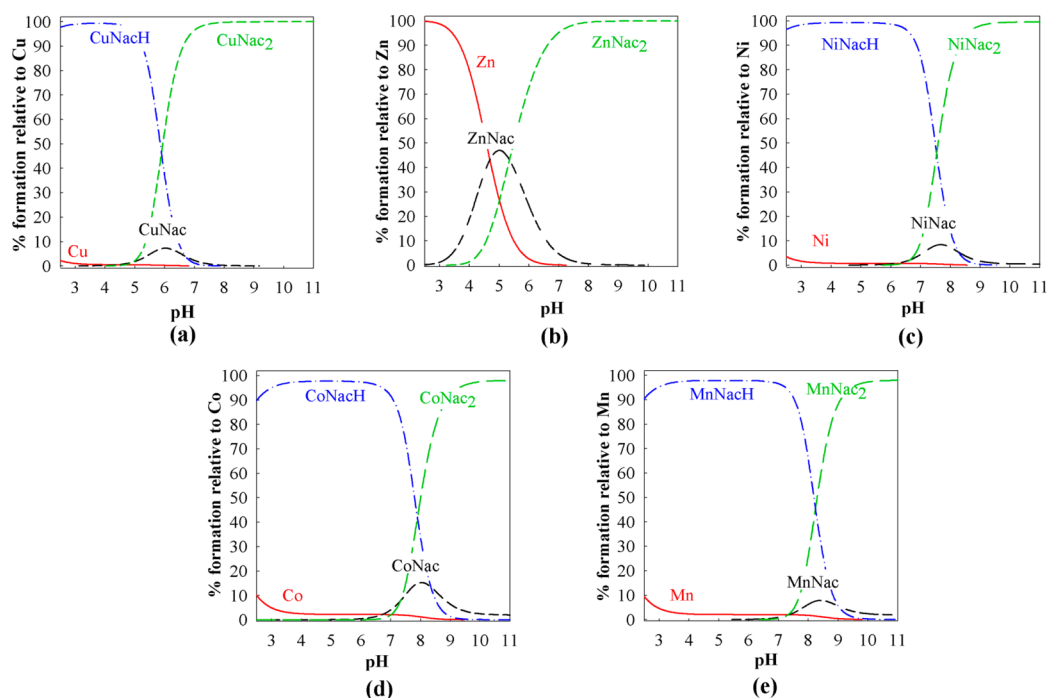 % formation relative to Cu
100
90
80
70
60
50
40
30
20
10
0
CuNacH
CuNac2
CuNac
Cu
3 4 5 6 7 8 9 10 11
pH
(a)
% formation relative to Zn
100
90
80
70
60
50
40
30
20
10
0
Zn
ZnNac2
ZnNac
3 4 5 6 7 8 9 10 11
pH
(b)
% formation relative to Ni
100
90
80
70
60
50
40
30
20
10
0
NiNacH
NiNac2
NiNac
Ni
3 4 5 6 7 8 9 10 11
pH
(c)
% formation relative to Co
100
90
80
70
60
50
40
30
20
10
0
CoNacH
CoNac2
CoNac
Co
3 4 5 6 7 8 9 10 11
pH
(d)
% formation relative to Mn
100
90
80
70
60
50
40
30
20
10
0
MnNacH
MnNac2
MnNac
Mn
3 4 5 6 7 8 9 10 11
pH
(e)